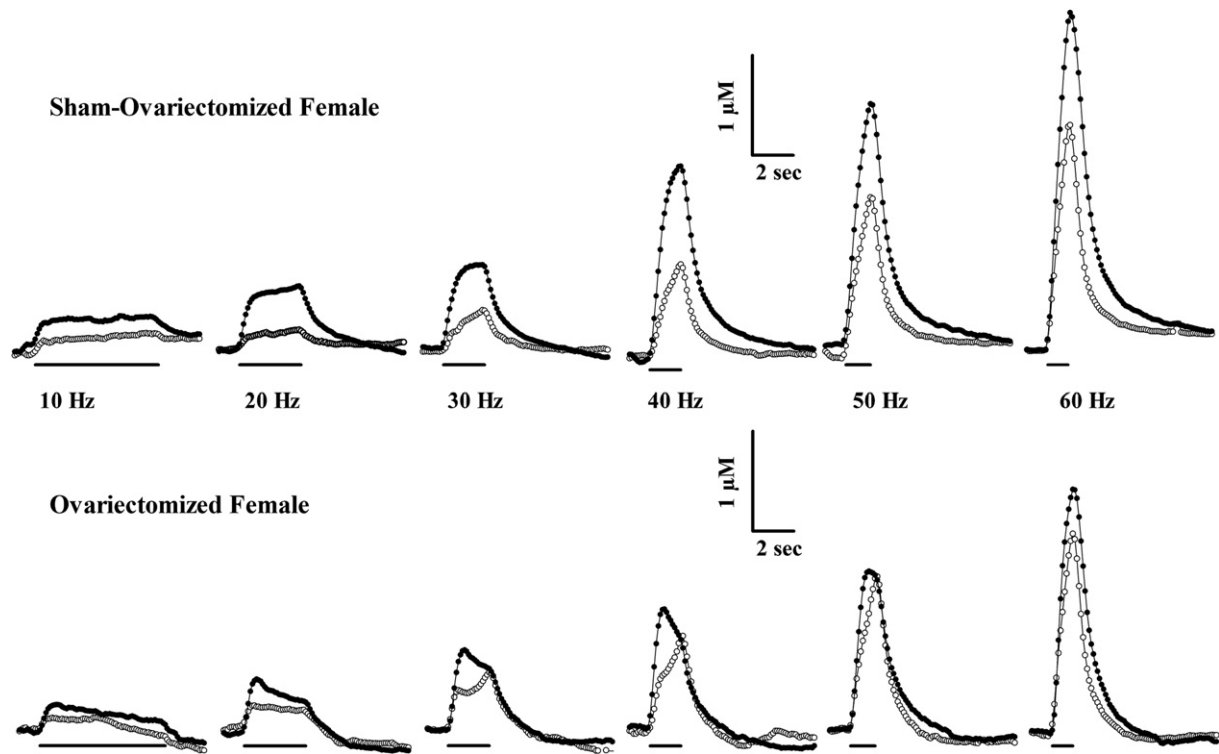 Sham-Ovariectomized Female
1 µM
2 sec
10 Hz 20 Hz 30 Hz 40 Hz 50 Hz 60 Hz
Ovariectomized Female
1 µM
2 sec